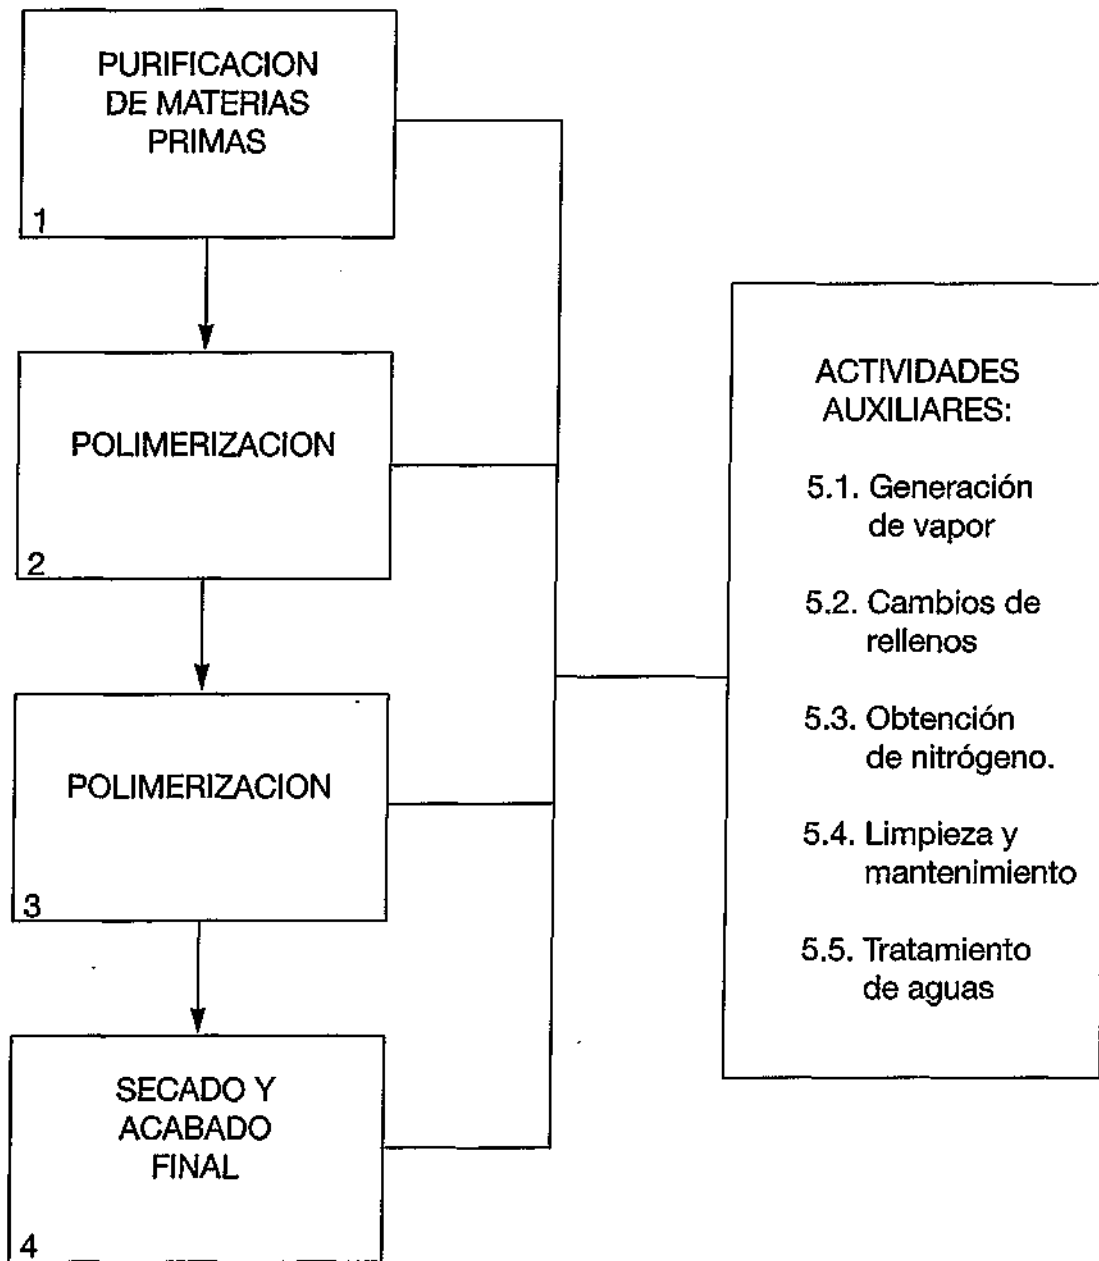 PURIFICACION
DE MATERIAS
PRIMAS
1
POLIMERIZACION
2
POLIMERIZACION
3
SECADO Y
ACABADO
FINAL
4
ACTIVIDADES
AUXILIARES:
5.1. Generación
de vapor
5.2. Cambios de
rellenos
5.3. Obtención
de nitrógeno.
5.4. Limpieza y
mantenimiento
5.5. Tratamiento
de aguas